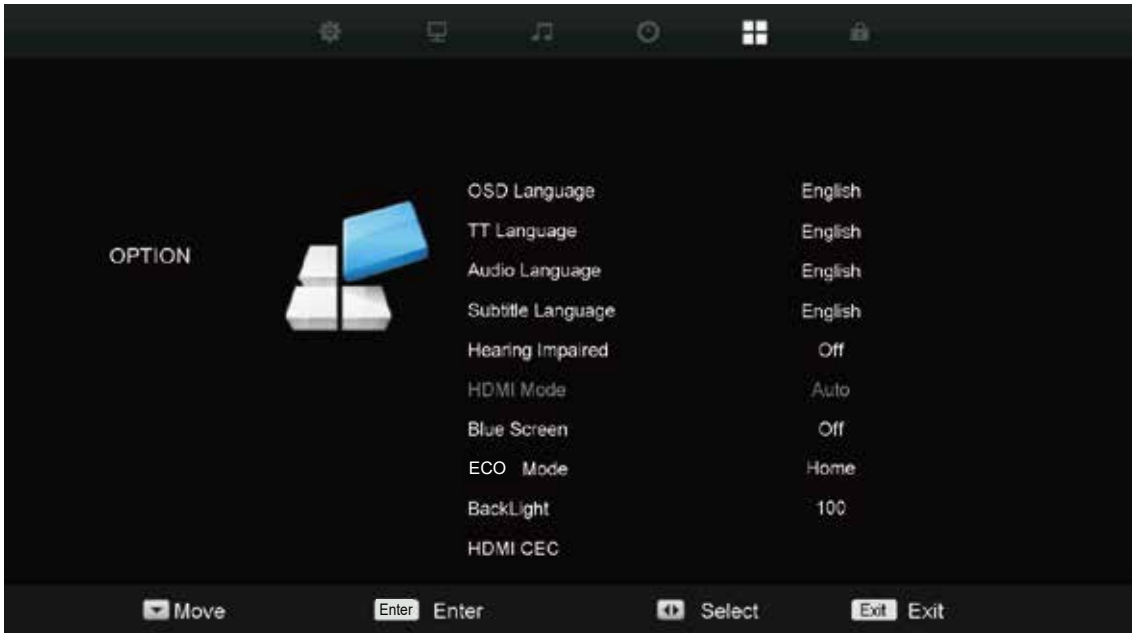 OPTION
OSD Language English
TT Language English
Audio Language English
Subtitle Language English
Hearing Impaired Off
HDMI Mode Auto
Blue Screen Off
ECO Mode Home
BackLight 100
HDMI CEC
Move Enter Enter Select Exit Exit